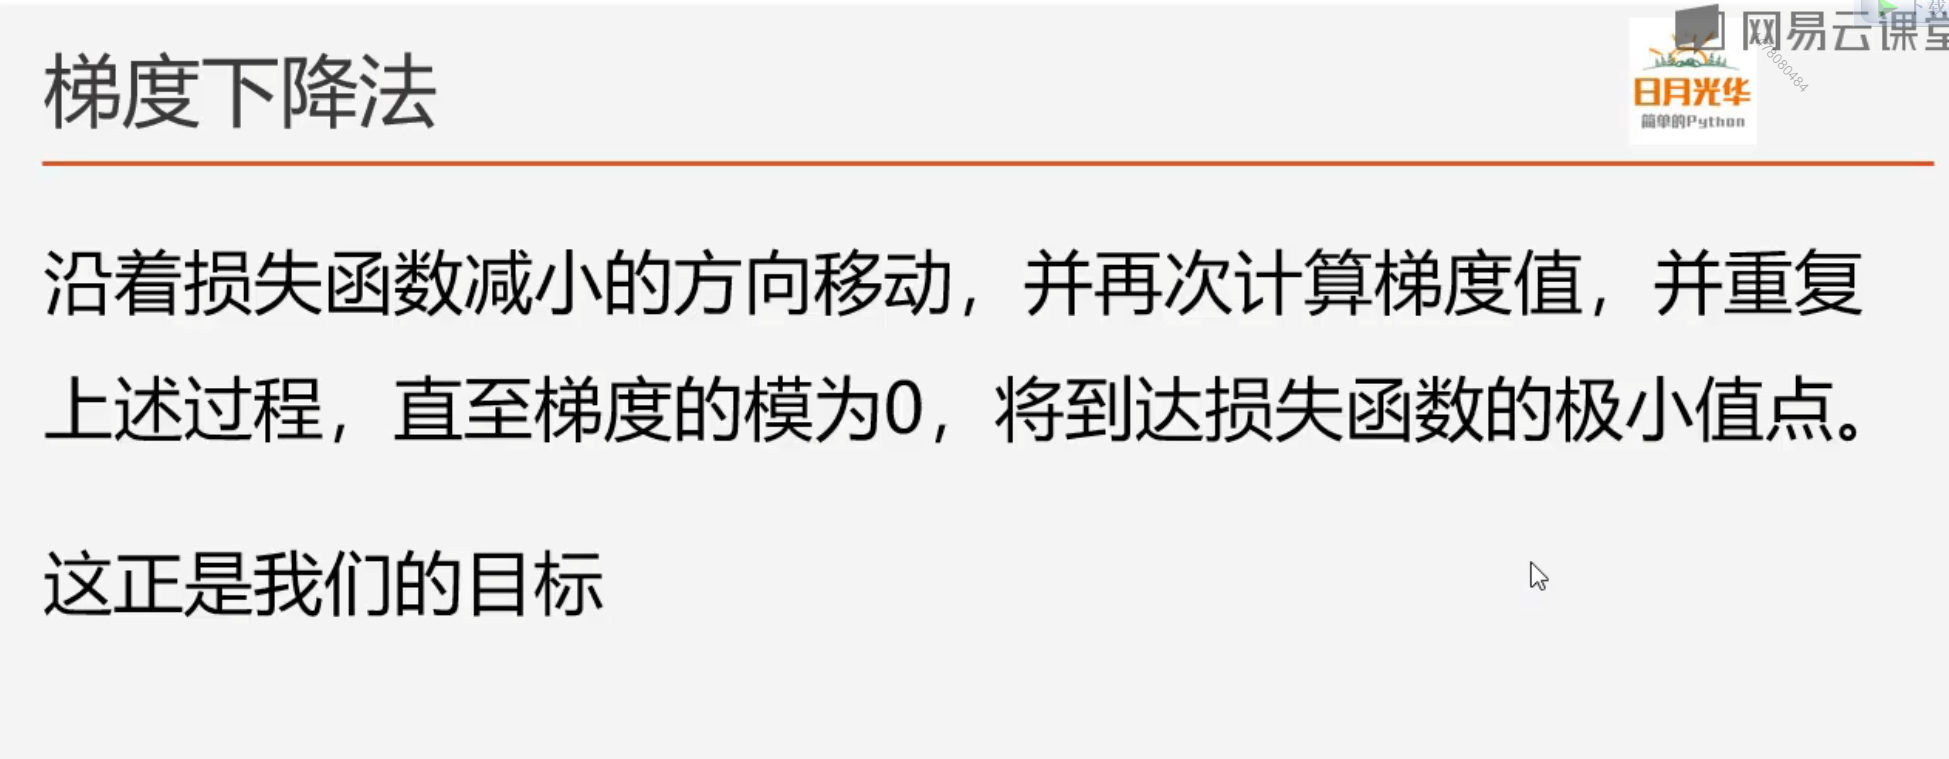 下载
网易云课堂
梯度下降法
日月光华
简单的Python
沿着损失函数减小的方向移动，并再次计算梯度值，并重复
上述过程，直至梯度的模为0，将到达损失函数的极小值点。
这正是我们的目标